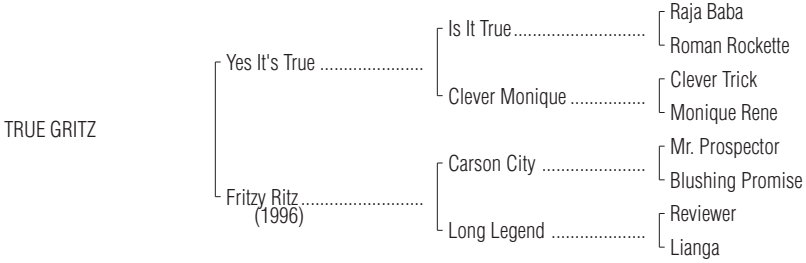 Raja Baba
Is It True..........................
Roman Rockette
Yes It's True ......................
Clever Trick
Clever Monique ...............
Monique Rene
TRUE GRITZ
Mr. Prospector
Carson City .....................
Blushing Promise
Fritzy Ritz..........................
(1996)
Reviewer
Long Legend ...................
Lianga